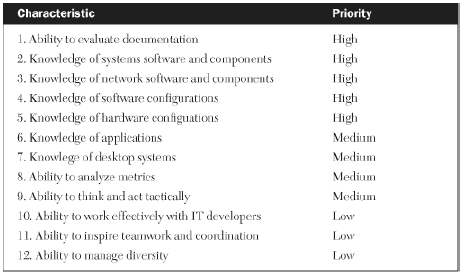 Characteristic Priority
1. Ability to evaluate documentation High
2. Knowledge of systems software and components High
3. Knowledge of network software and components High
4. Knowledge of software configurations High
5. Knowledge of hardware configuations High
6. Knowledge of applications Medium
7. Knowlege of desktop systems Medium
8. Ability to analyze metrics Medium
9. Ability to think and act tactically Medium
10. Ability to work effectively with IT developers Low
11. Ability to inspire teamwork and coordination Low
12. Ability to manage diversity Low